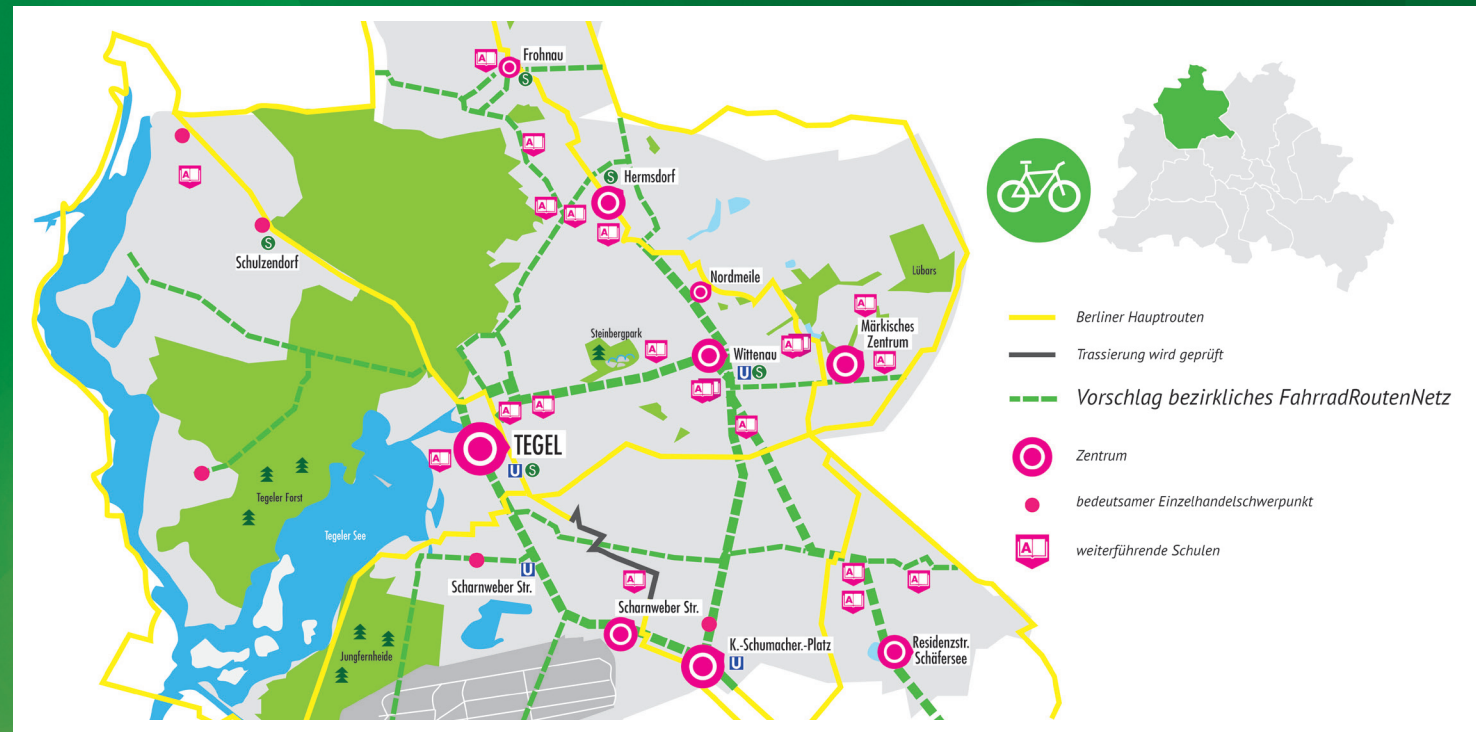 Frohnau
S
A
A
A
S Hermsdorf
A
A
A
S
Schulzendorf
Lübars
Nordmeile
A
Märkisches
Zentrum
Steinbergpark
A
A
A
Wittenau
U S
A
A
A
A
TEGEL
U S
A
Tegeler Forst
Tegeler See
U
Scharnweber Str.
A
Scharnweber Str.
K.-Schumacher.-Platz
U
A
A
A
Residenzstr.
Schäfersee
Jungfernheide
Berliner Hauptrouten
Trassierung wird geprüft
Vorschlag bezirkliches FahrradRoutenNetz
Zentrum
bedeutsamer Einzelhandelschwerpunkt
A
weiterführende Schulen